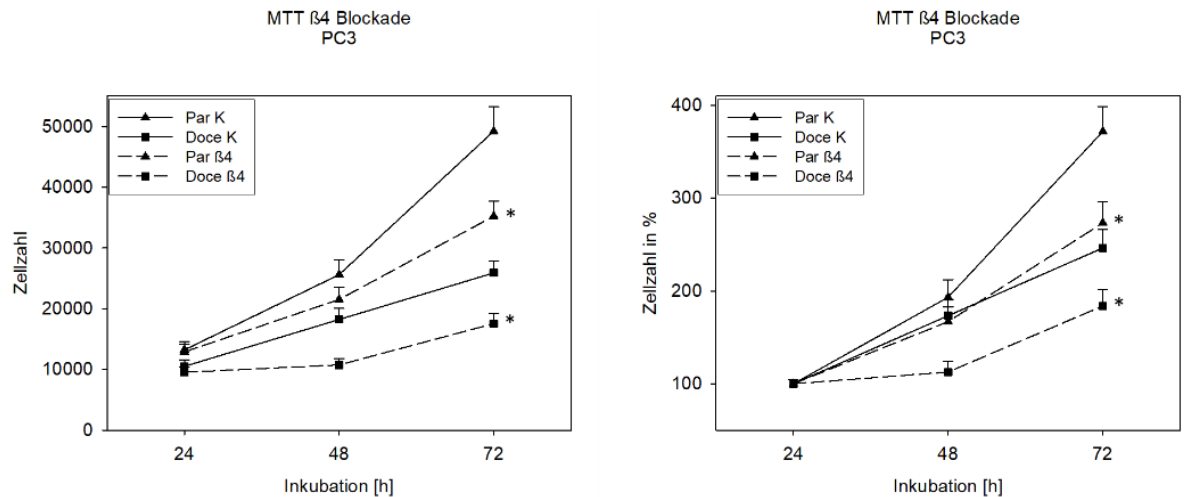 MTT ß4 Blockade
PC3
Par K
Doce K
Par ß4
Doce ß4
50000
40000
30000
20000
10000
0
Zellzahl
*
*
24 48 72
Inkubation [h]
MTT ß4 Blockade
PC3
Par K
Doce K
Par ß4
Doce ß4
400
300
200
100
Zellzahl in %
*
*
24 48 72
Inkubation [h]